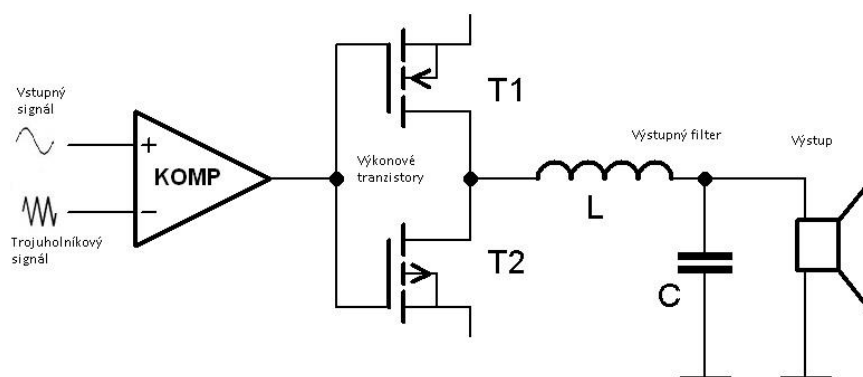 Vstupný
signál
+
KOMP
-
Trojuholníkový
signál
Výkonové
tranzistory
T1
T2
L
Výstupný filter
C
Výstup